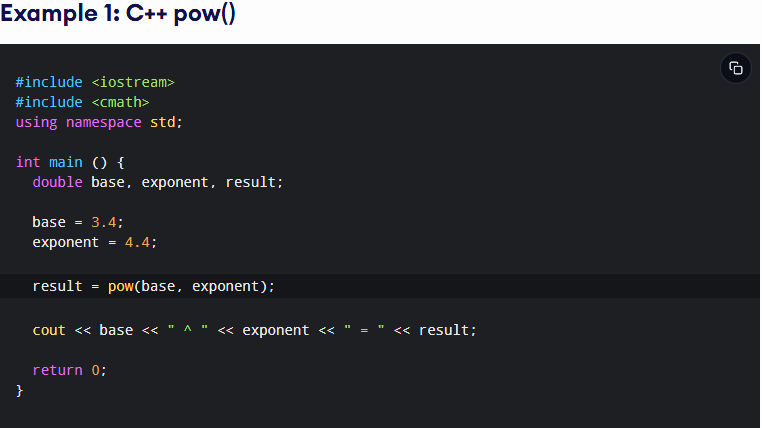 Example 1: C++ pow()
#include <iostream>
#include <cmath>
using namespace std;
int main () {
double base, exponent, result;
base = 3.4;
exponent = 4.4;
result = pow(base, exponent);
cout << base << " ^ " << exponent << " = " << result;
return 0;
}